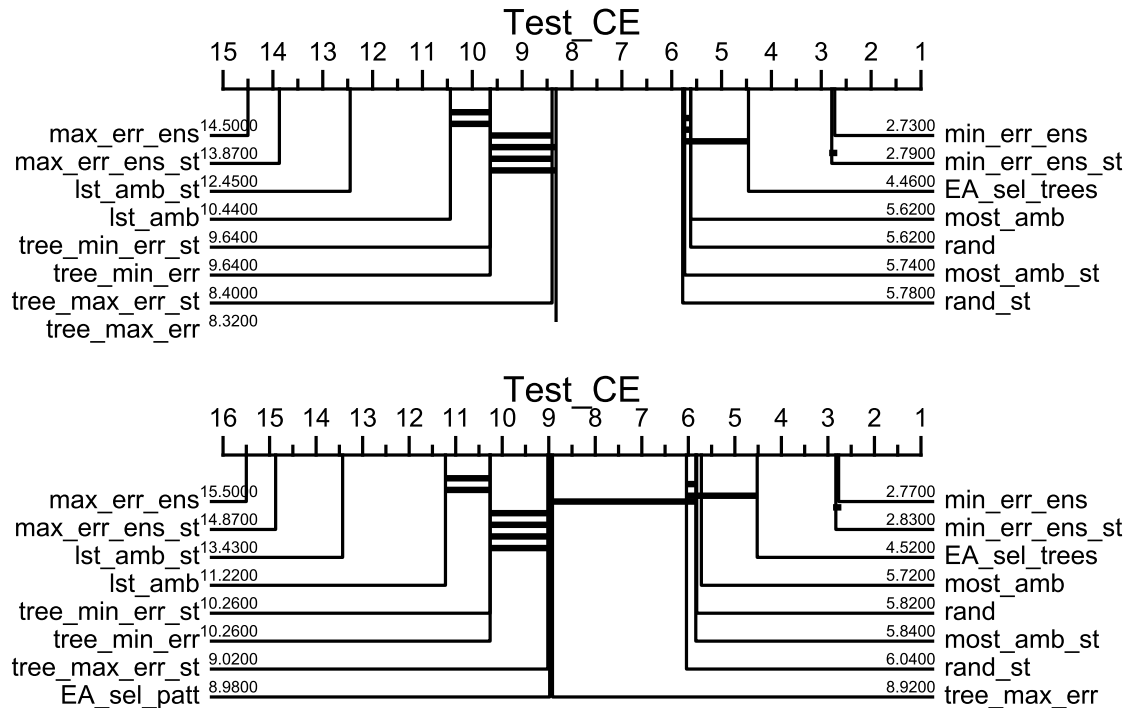 Test_CE
15 14 13 12 11 10 9 8 7 6 5 4 3 2 1
max_err_ens 14.5000 2.7300 min_err_ens
max_err_ens_st 13.8700 2.7900 min_err_ens_st
lst_amb_st 12.4500 4.4600 EA_sel_trees
lst_amb 10.4400 5.6200 most_amb
tree_min_err_st 9.6400 5.6200 rand
tree_min_err 9.6400 5.7400 most_amb_st
tree_max_err_st 8.4000 5.7800 rand_st
tree_max_err 8.3200
Test_CE
16 15 14 13 12 11 10 9 8 7 6 5 4 3 2 1
max_err_ens 15.5000 2.7700 min_err_ens
max_err_ens_st 14.8700 2.8300 min_err_ens_st
lst_amb_st 13.4300 4.5200 EA_sel_trees
lst_amb 11.2200 5.7200 most_amb
tree_min_err_st 10.2600 5.8200 rand
tree_min_err 10.2600 5.8400 most_amb_st
tree_max_err_st 9.0200 6.0400 rand_st
EA_sel_patt 8.9800 8.9200 tree_max_err